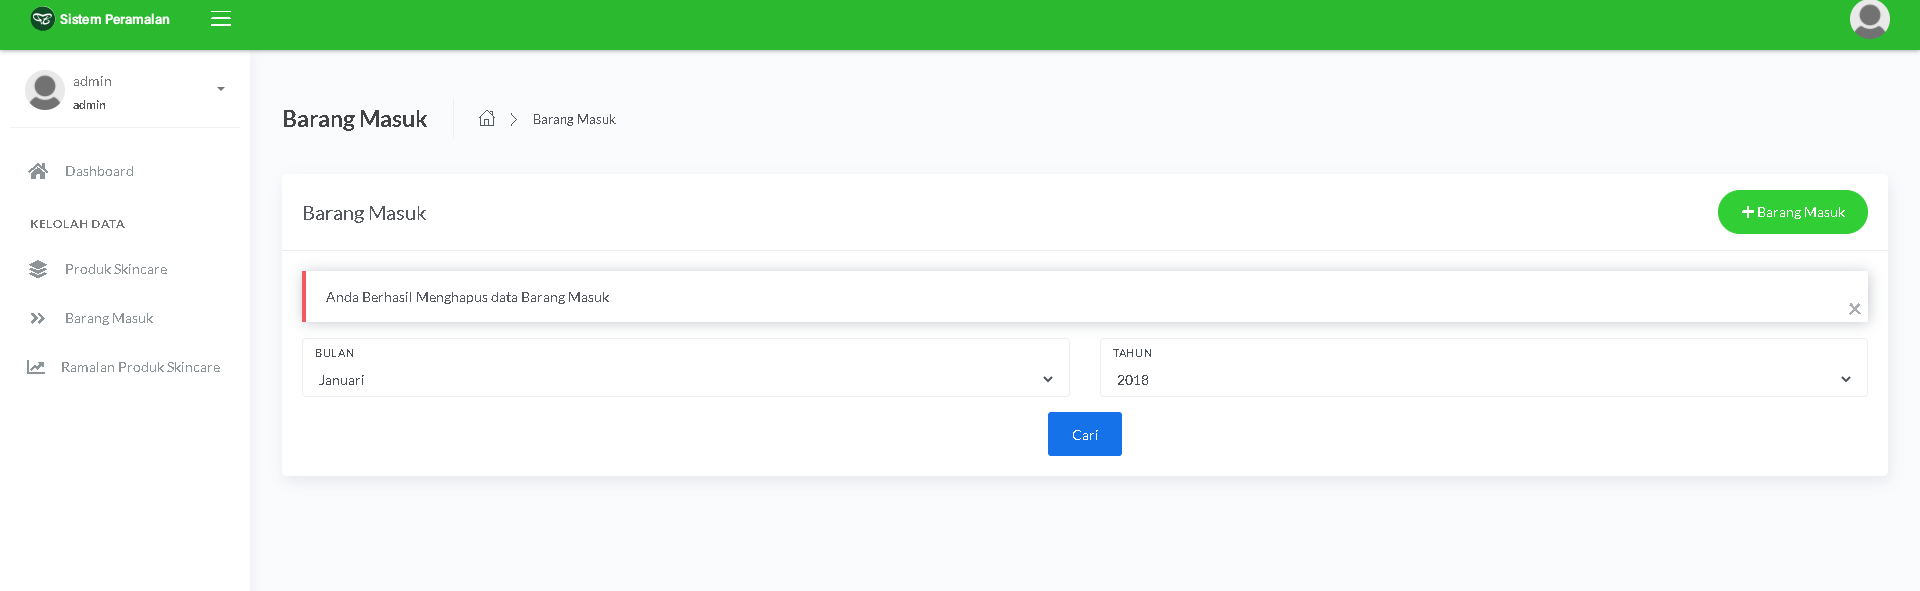 Sistem Peramalan
admin
admin
Dashboard
KELOLAH DATA
Produk Skincare
Barang Masuk
Ramalan Produk Skincare
Barang Masuk
Barang Masuk
Barang Masuk
Barang Masuk
Anda Berhasil Menghapus data Barang Masuk
BULAN
Januari
TAHUN
2018
Cari